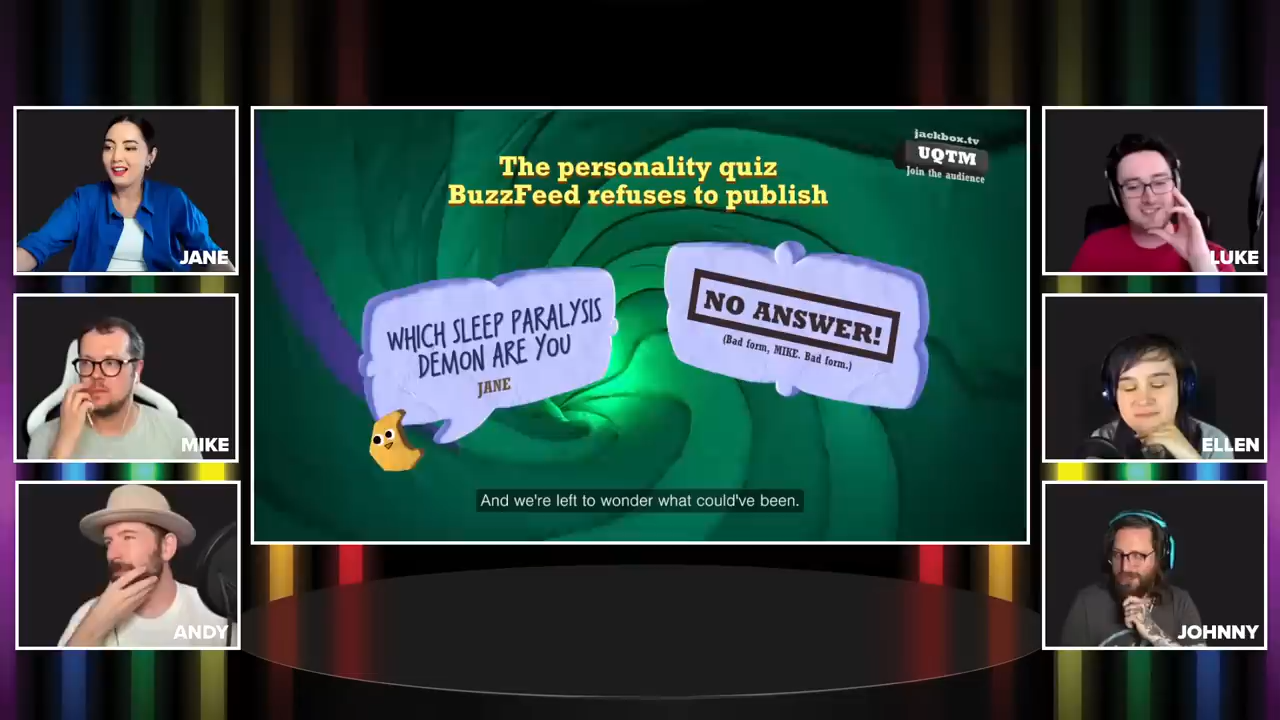 The personality quiz
BuzzFeed refuses to publish
jackbox.tv
UQTM
Join the audience
WHICH SLEEP PARALYSIS
DEMON ARE YOU
JANE
NO ANSWER!
(Bad form, MIKE. Bad form.)
And we're left to wonder what could've been.
JANE
MIKE
ANDY
LUKE
ELLEN
JOHNNY